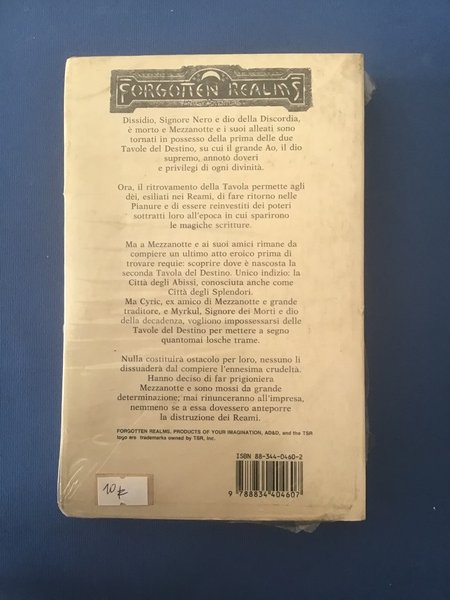 FORGOTTEN REALMS
Dissidio, Signore Nero e dio della Discordia,
è morto e Mezzanotte e i suoi alleati sono
tornati in possesso della prima delle due
Tavole del Destino, su cui il grande Ao, il dio
supremo, annotò doveri
e privilegi di ogni divinità.
Ora, il ritrovamento della Tavola permette agli
dèi, esiliati nei Reami, di fare ritorno nelle
Pianure e di essere reinvestiti dei poteri
sottratti loro all'epoca in cui sparirono
le magiche scritture.
Ma a Mezzanotte e ai suoi amici rimane da
compiere un ultimo atto eroico prima di
trovare requie: scoprire dove è nascosta la
seconda Tavola del Destino. Unico indizio: la
Città degli Abissi, conosciuta anche come
Città degli Splendori.
Ma Cyric, ex amico di Mezzanotte e grande
traditore, e Myrkul, Signore dei Morti e dio
della decadenza, vogliono impossessarsi delle
Tavole del Destino per mettere a segno
quantomai losche trame.
Nulla costituirà ostacolo per loro, nessuno li
dissuaderà dal compiere l'ennesima crudeltà.
Hanno deciso di far prigioniera
Mezzanotte e sono mossi da grande
determinazione; mai rinunceranno all'impresa,
nemmeno se a essa dovessero anteporre
la distruzione dei Reami.
FORGOTTEN REALMS, PRODUCTS OF YOUR IMAGINATION, AD&D, and the TSR
logo are trademarks owned by TSR, Inc.
ISBN 88-344-0460-2
9 788834 404607
10 €